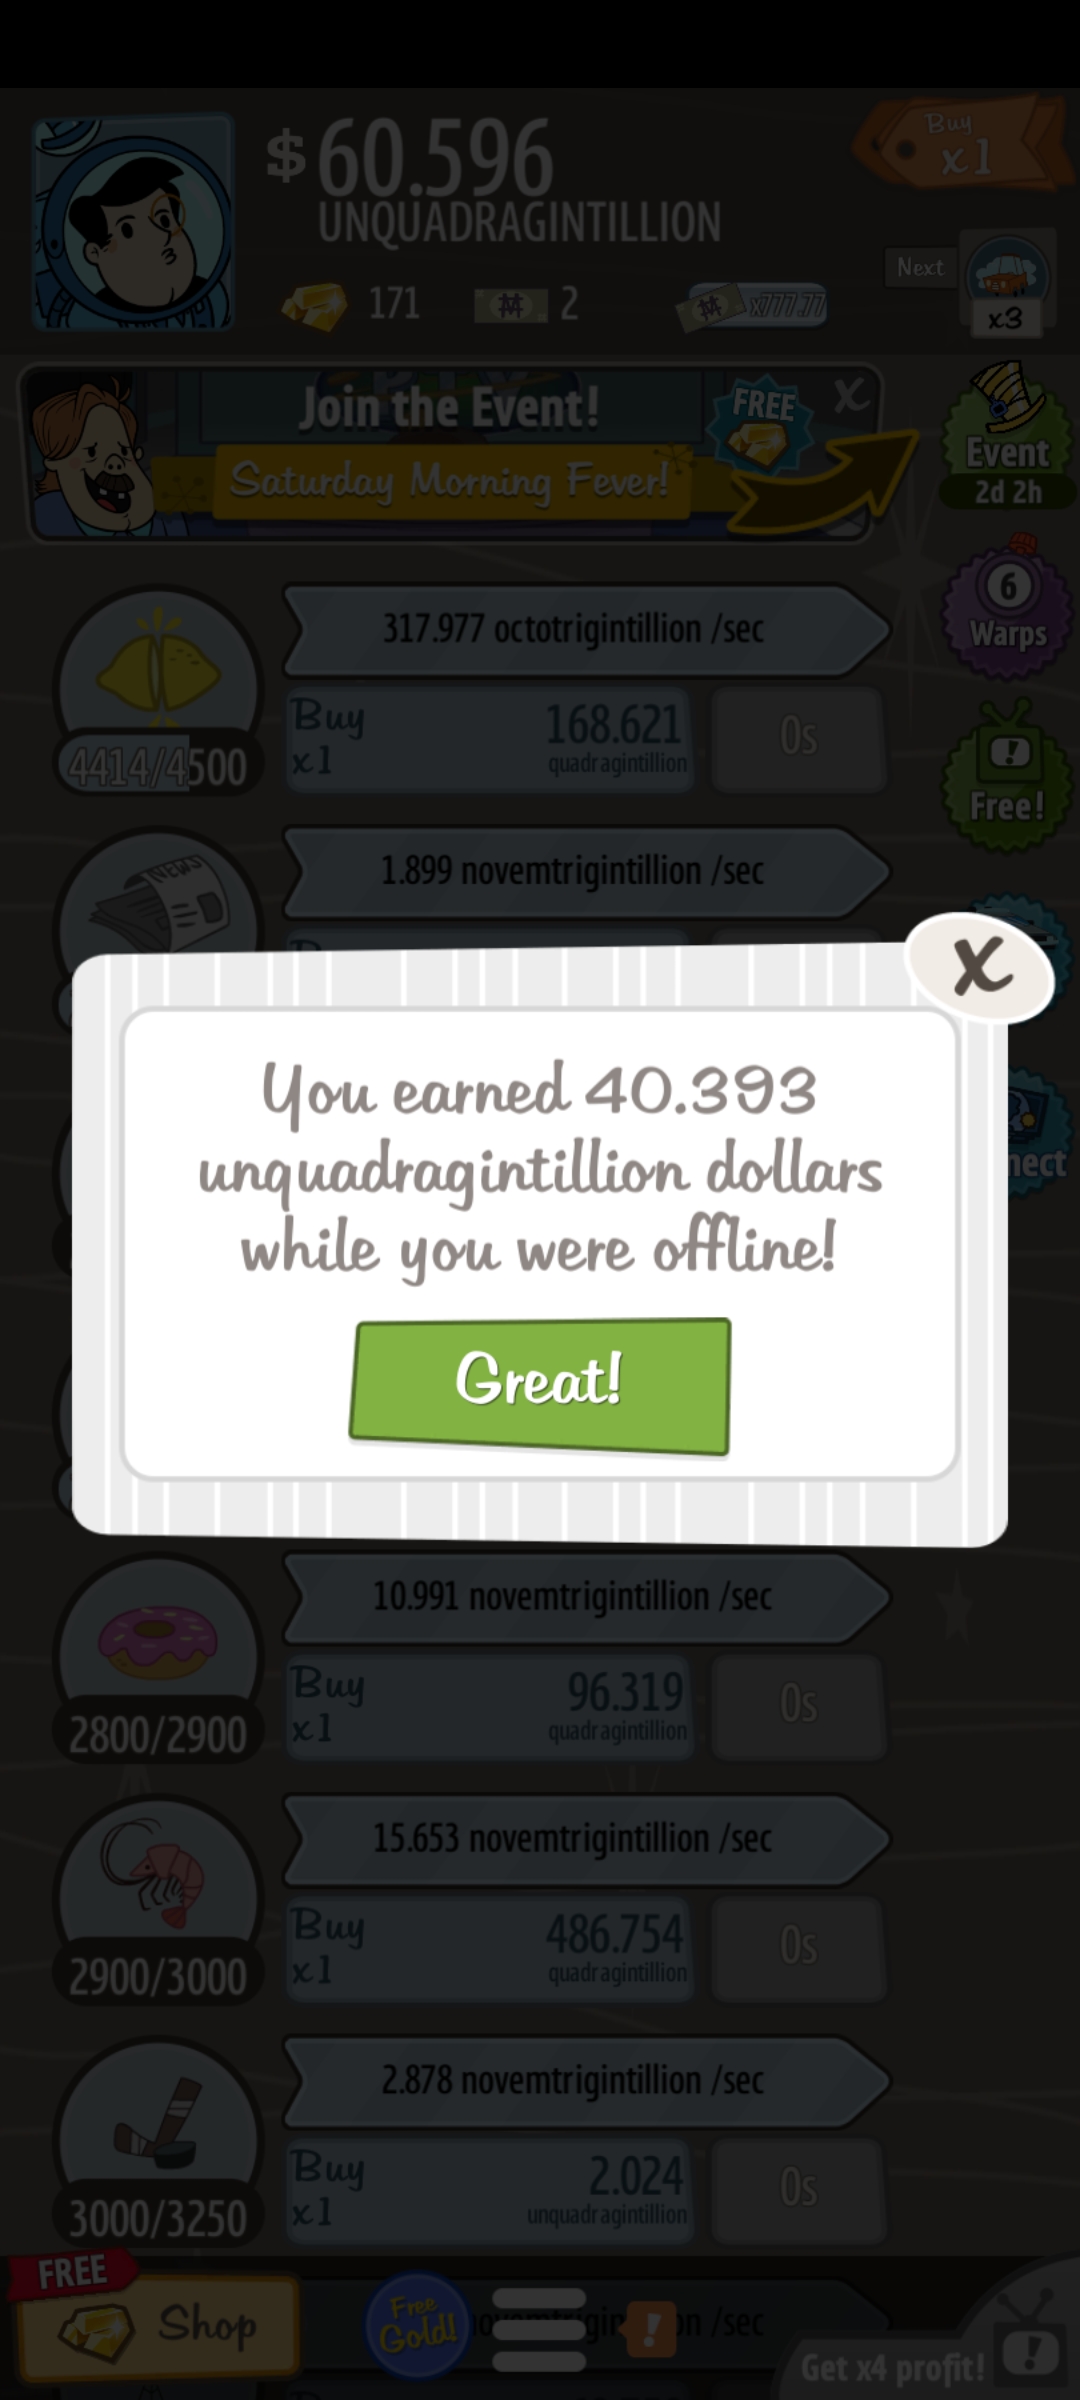 $60.596
UNQUADRAGINTILLION
Buy
x1
171
2
x777.77
Next
x3
Join the Event!
Saturday Morning Fever!
FREE
X
Event
2d 2h
317.977 octotrigintillion /sec
Buy
x1
168.621
quadragintillion
0s
4414/4500
6
Warps
Free!
NEWS
1.899 novemtrigintillion /sec
X
You earned 40.393
unquadragintillion dollars
while you were offline!
Great!
10.991 novemtrigintillion /sec
Buy
x1
96.319
quadragintillion
0s
2800/2900
15.653 novemtrigintillion /sec
Buy
x1
486.754
quadragintillion
0s
2900/3000
2.878 novemtrigintillion /sec
Buy
x1
2.024
unquadragintillion
0s
3000/3250
FREE
Shop
Free
Gold!
/sec
!
Get x4 profit!
!